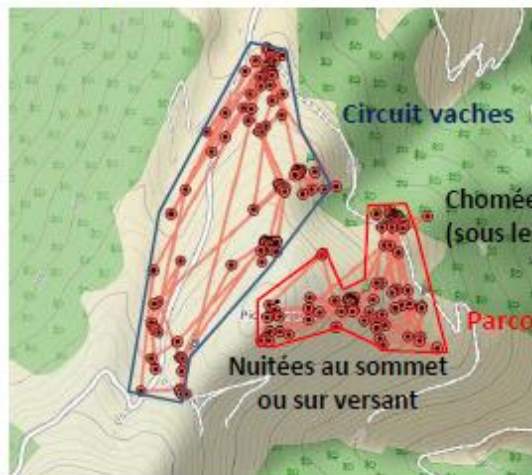 Circuit vaches
Chomée
(sous le
Parco
Nuitées au sommet
ou sur versant